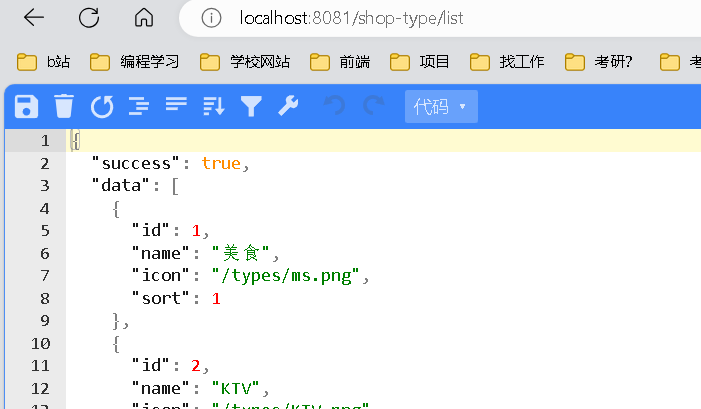 localhost:8081/shop-type/list
b站 编程学习 学校网站 前端 项目 找工作 考研? 考
代码
1 {
2 "success": true,
3 "data": [
4 {
5 "id": 1,
6 "name": "美食",
7 "icon": "/types/ms.png",
8 "sort": 1
9 },
10 {
11 "id": 2,
12 "name": "KTV",